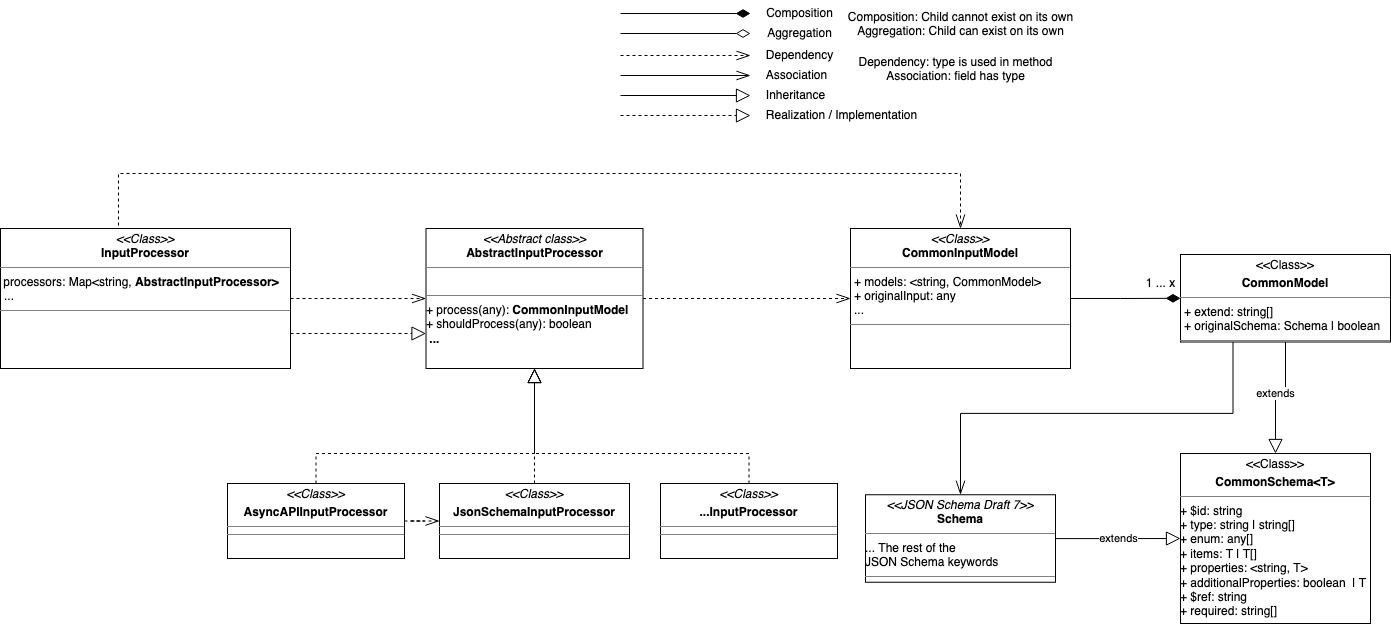 Composition
Composition: Child cannot exist on its own
Aggregation
Aggregation: Child can exist on its own
Dependency
Dependency: type is used in method
Association
Association: field has type
Inheritance
Realization / Implementation
<<Class>>
InputProcessor
processors: Map<string, AbstractInputProcessor>
...
<<Abstract class>>
AbstractInputProcessor
+ process(any): CommonInputModel
+ shouldProcess(any): boolean
...
<<Class>>
CommonInputModel
+ models: <string, CommonModel>
+ originalInput: any
...
1 ... x
<<Class>>
CommonModel
+ extend: string[]
+ originalSchema: Schema | boolean
extends
<<Class>>
AsyncAPIInputProcessor
<<Class>>
JsonSchemaInputProcessor
<<Class>>
...InputProcessor
<<JSON Schema Draft 7>>
Schema
... The rest of the
JSON Schema keywords
extends
<<Class>>
CommonSchema<T>
+ $id: string
+ type: string | string[]
+ enum: any[]
+ items: T | T[]
+ properties: <string, T>
+ additionalProperties: boolean | T
+ $ref: string
+ required: string[]